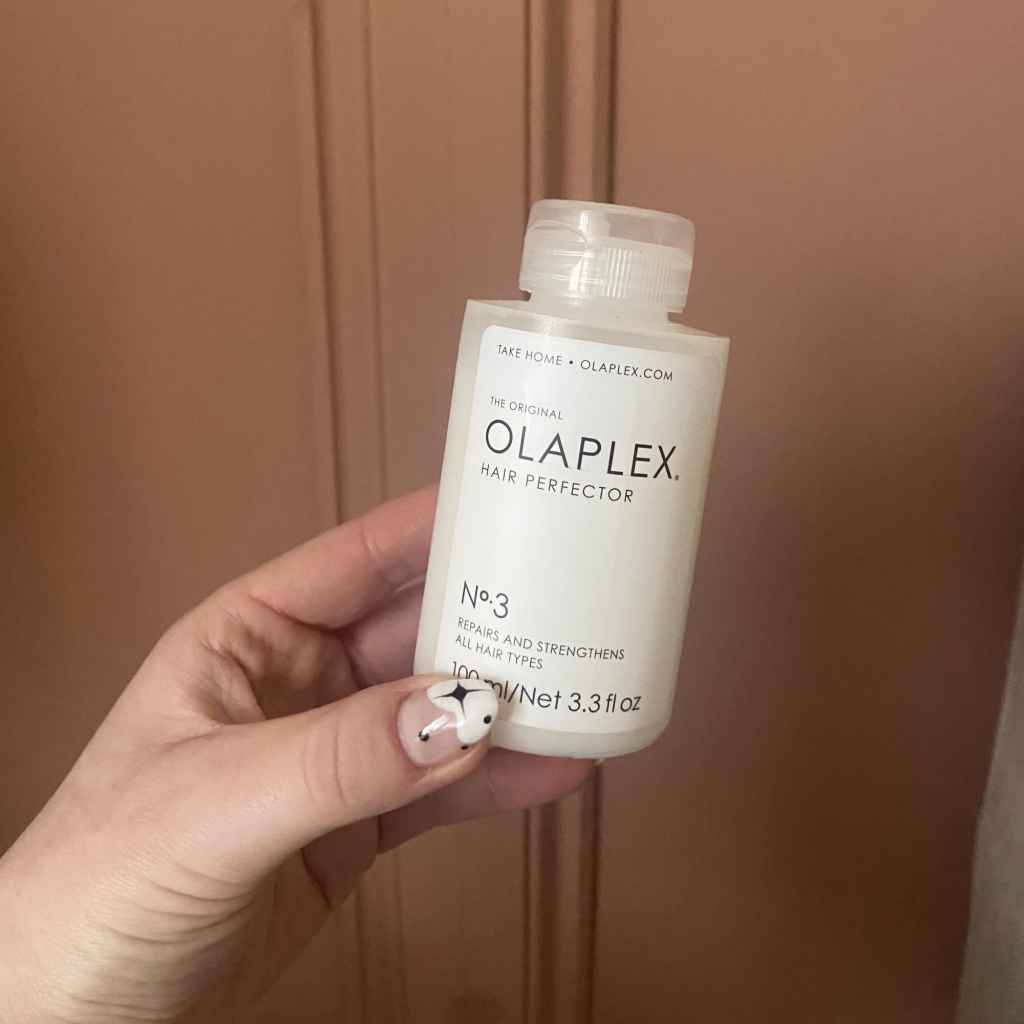 TAKE HOME • OLAPLEX.COM
THE ORIGINAL
OLAPLEX®
HAIR PERFECTOR
Nº.3
REPAIRS AND STRENGTHENS
ALL HAIR TYPES
100 ml/Net 3.3 fl oz